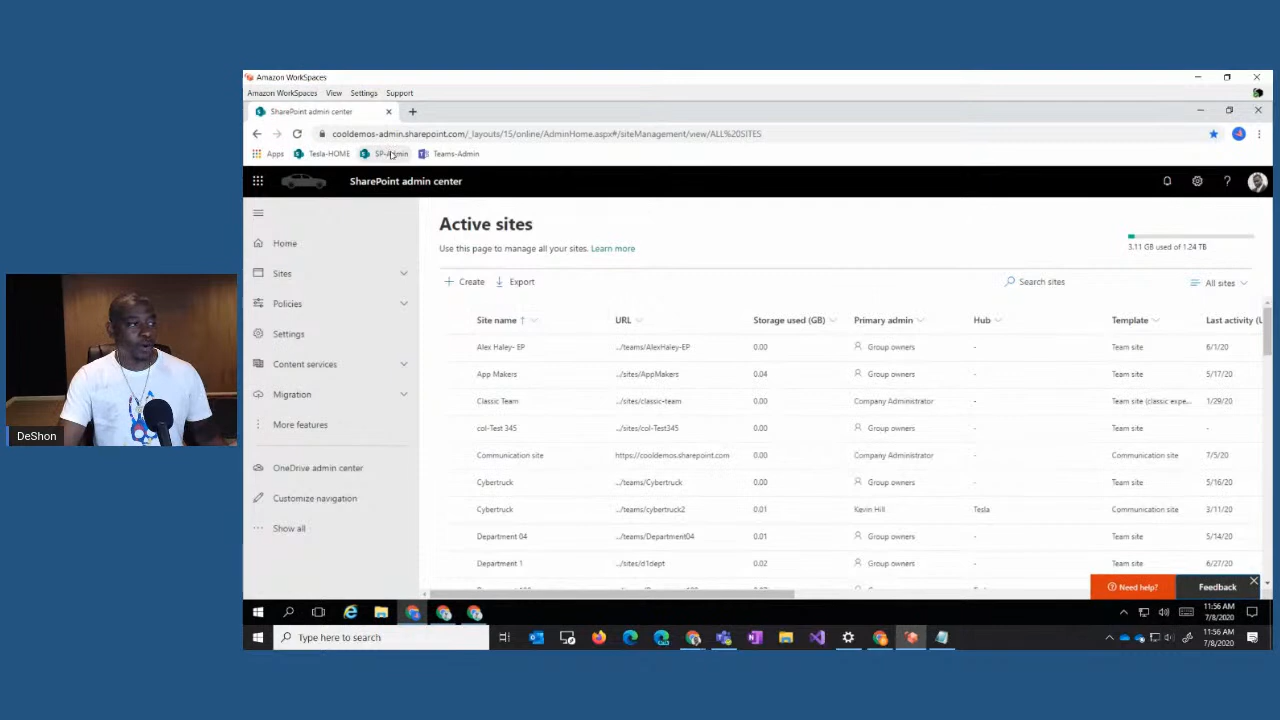 Amazon WorkSpaces
Amazon WorkSpaces View Settings Support
SharePoint admin center
cooldemos-admin.sharepoint.com/_layouts/15/online/AdminHome.aspx#/siteManagement/view/ALL%20SITES
Apps Tesla-HOME SP-Admin Teams-Admin
SharePoint admin center
Home
Sites
Policies
Settings
Content services
Migration
More features
OneDrive admin center
Customize navigation
Show all
Active sites
Use this page to manage all your sites. Learn more
3.11 GB used of 1.24 TB
Create Export Search sites All sites
Site name URL Storage used (GB) Primary admin Hub Template Last activity (U
Alex Haley- EP .../teams/AlexHaley-EP 0.00 Group owners - Team site 6/1/20
App Makers .../sites/AppMakers 0.04 Group owners - Team site 5/17/20
Classic Team .../sites/classic-team 0.00 Company Administrator - Team site (classic expe... 1/29/20
col-Test 345 .../sites/col-Test345 0.00 Group owners - Team site -
Communication site https://cooldemos.sharepoint.com 0.00 Company Administrator - Communication site 7/5/20
Cybertruck .../teams/Cybertruck 0.00 Group owners - Team site 5/16/20
Cybertruck .../teams/cybertruck2 0.01 Kevin Hill Tesla Communication site 3/11/20
Department 04 .../teams/Department04 0.01 Group owners - Team site 5/14/20
Department 1 .../sites/d1dept 0.02 Group owners - Team site 6/27/20
Need help? Feedback
DeShon
11:56 AM
7/8/2020
Type here to search
11:56 AM
7/8/2020